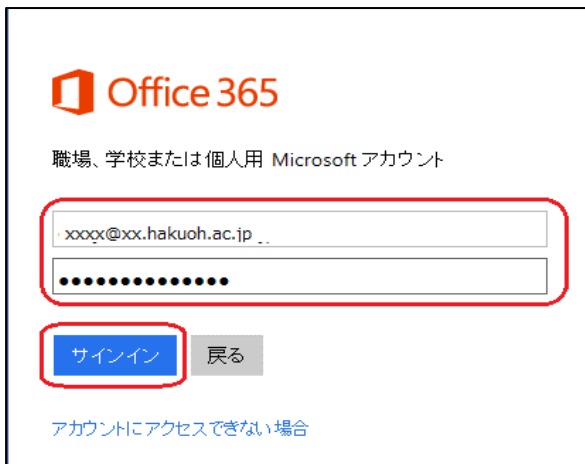 Office 365
職場、学校または個人用 Microsoft アカウント
xxxx@xx.hakuoh.ac.jp
●●●●●●●●●●●●●●
サインイン 戻る
アカウントにアクセスできない場合